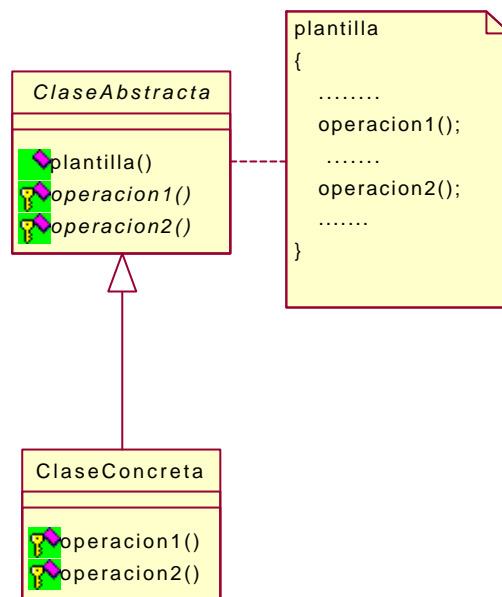 ClaseAbstracta
plantilla()
operacion1()
operacion2()
plantilla
{
........
operacion1();
.......
operacion2();
.......
}
ClaseConcreta
operacion1()
operacion2()